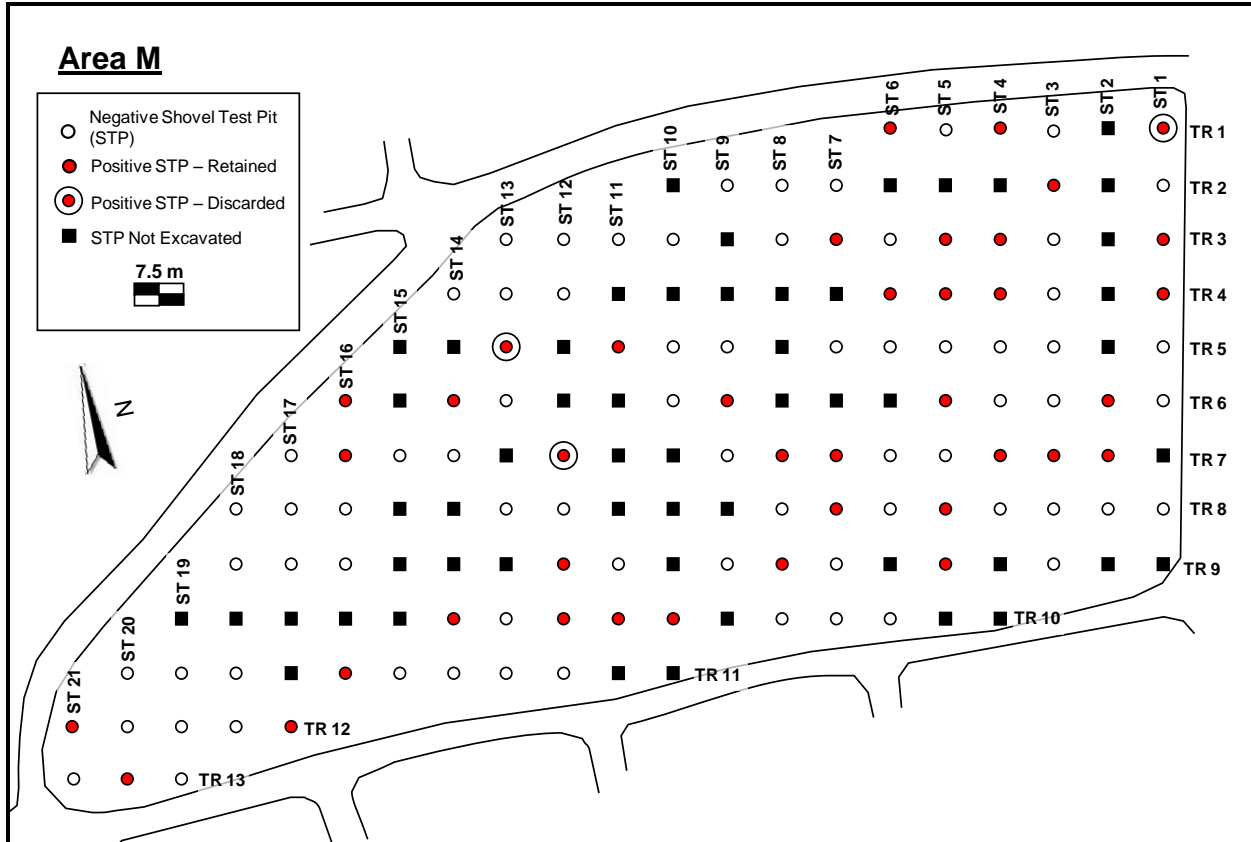 Area M
Negative Shovel Test Pit
(STP)
Positive STP – Retained
Positive STP – Discarded
STP Not Excavated
7.5 m
N
ST 21
ST 20
ST 19
ST 18
ST 17
ST 16
ST 15
ST 14
ST 13
ST 12
ST 11
ST 10
ST 9
ST 8
ST 7
ST 6
ST 5
ST 4
ST 3
ST 2
ST 1
TR 1
TR 2
TR 3
TR 4
TR 5
TR 6
TR 7
TR 8
TR 9
TR 10
TR 11
TR 12
TR 13